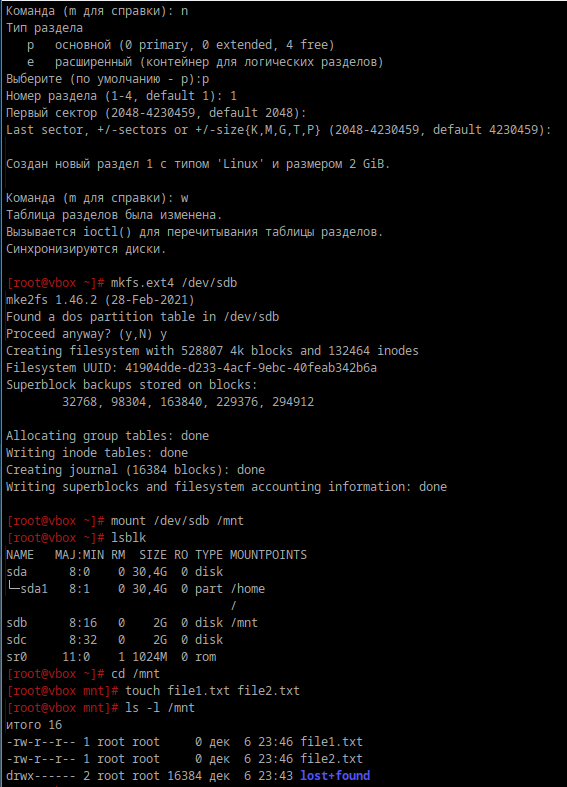 Команда (m для справки): n
Тип раздела
   p   основной (0 primary, 0 extended, 4 free)
   e   расширенный (контейнер для логических разделов)
Выберите (по умолчанию - p):p
Номер раздела (1-4, default 1): 1
Первый сектор (2048-4230459, default 2048):
Last sector, +/-sectors or +/-size{K,M,G,T,P} (2048-4230459, default 4230459):
Создан новый раздел 1 с типом 'Linux' и размером 2 GiB.
Команда (m для справки): w
Таблица разделов была изменена.
Вызывается ioctl() для перечитывания таблицы разделов.
Синхронизируются диски.
[root@vbox ~]# mkfs.ext4 /dev/sdb
mke2fs 1.46.2 (28-Feb-2021)
Found a dos partition table in /dev/sdb
Proceed anyway? (y,N) y
Creating filesystem with 528807 4k blocks and 132464 inodes
Filesystem UUID: 41904dde-d233-4acf-9ebc-40feab342b6a
Superblock backups stored on blocks:
        32768, 98304, 163840, 229376, 294912
Allocating group tables: done
Writing inode tables: done
Creating journal (16384 blocks): done
Writing superblocks and filesystem accounting information: done
[root@vbox ~]# mount /dev/sdb /mnt
[root@vbox ~]# lsblk
NAME   MAJ:MIN RM  SIZE RO TYPE MOUNTPOINTS
sda      8:0    0 30,4G  0 disk
└─sda1   8:1    0 30,4G  0 part /home
                                /
sdb      8:16   0    2G  0 disk /mnt
sdc      8:32   0    2G  0 disk
sr0     11:0    1 1024M  0 rom
[root@vbox ~]# cd /mnt
[root@vbox mnt]# touch file1.txt file2.txt
[root@vbox mnt]# ls -l /mnt
итого 16
-rw-r--r-- 1 root root     0 дек  6 23:46 file1.txt
-rw-r--r-- 1 root root     0 дек  6 23:46 file2.txt
drwx------ 2 root root 16384 дек  6 23:43 lost+found